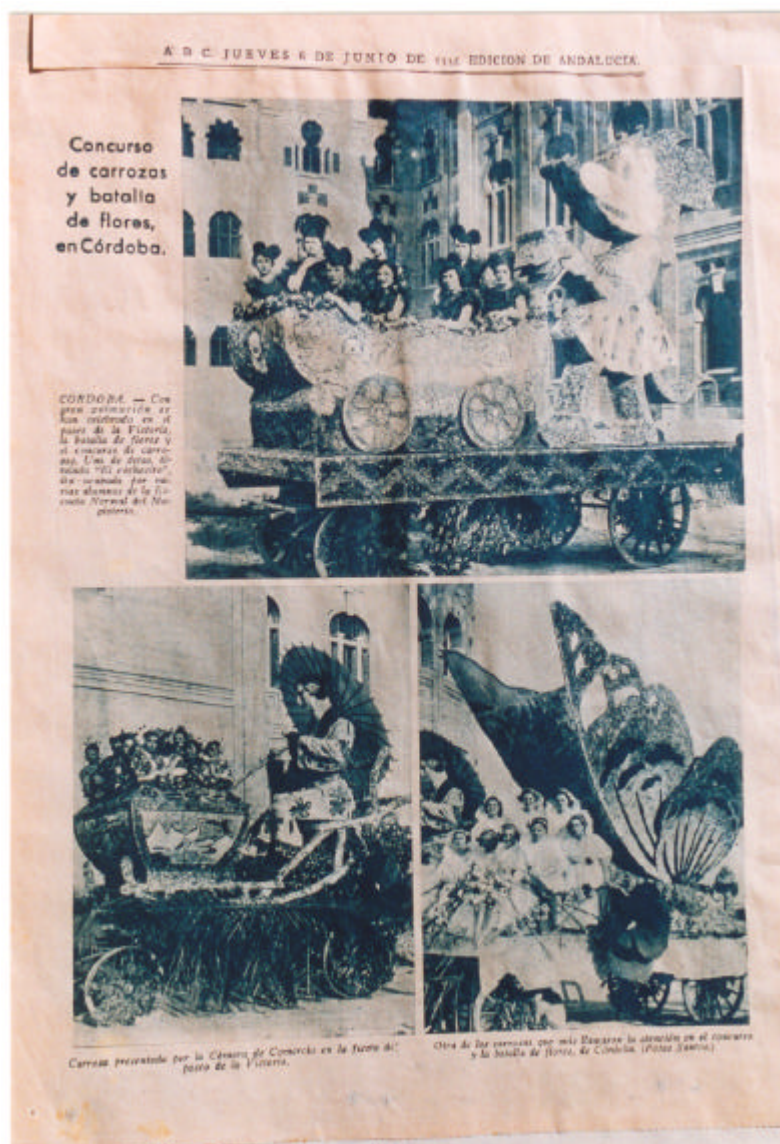 A B C. JUEVES 6 DE JUNIO DE EDICION DE ANDALUCIA.
Concurso
de carrozas
y batalla
de flores,
en Córdoba.
CORDOBA. — Con
gran animación se
han celebrado en el
paseo de la Victoria,
la batalla de flores y
el concurso de carro-
zas. Una de éstas,
"El cochecito",
iba ocupada por va-
rias alumnas de la Es-
cuela Normal del Ma-
gisterio.
Carroza presentada por la Cámara de Comercio en la fiesta del
paseo de la Victoria.
Otra de las carrozas que más llamaron la atención en el concurso
y la batalla de flores, de Córdoba. (Fotos Santos.)